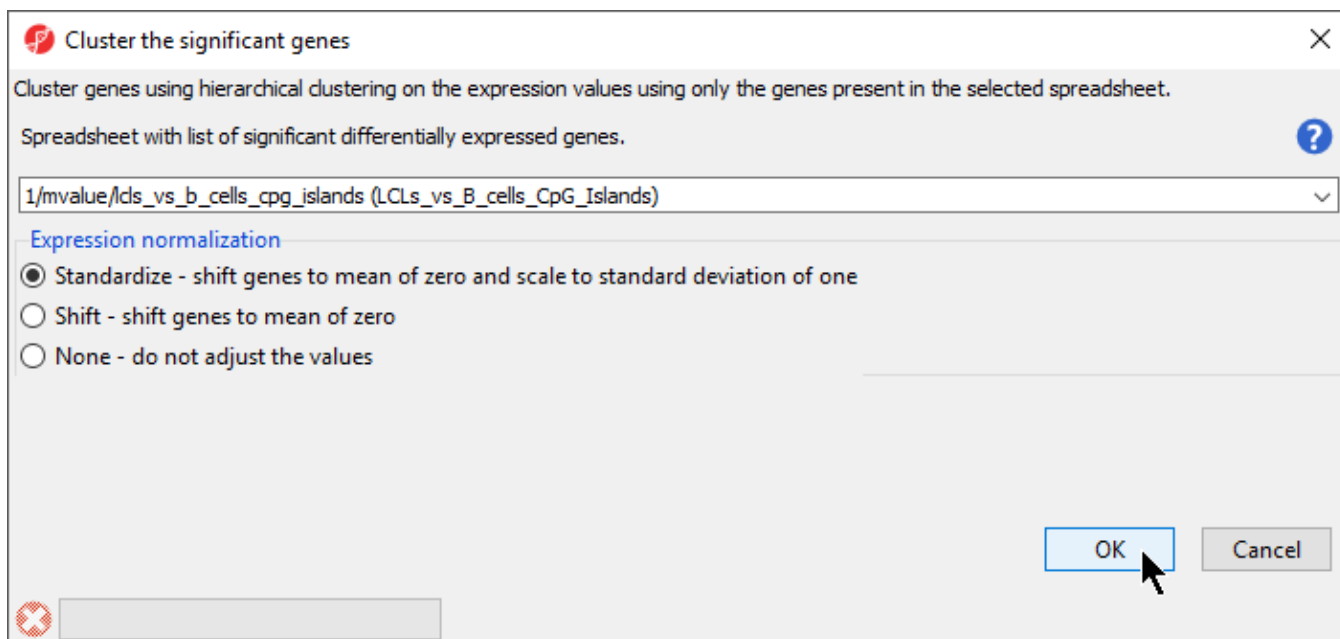 Cluster the significant genes
Cluster genes using hierarchical clustering on the expression values using only the genes present in the selected spreadsheet.
Spreadsheet with list of significant differentially expressed genes.
?
1/mvalue/lcls_vs_b_cells_cpg_islands (LCLs_vs_B_cells_CpG_Islands)
Expression normalization
Standardize - shift genes to mean of zero and scale to standard deviation of one
Shift - shift genes to mean of zero
None - do not adjust the values
OK Cancel